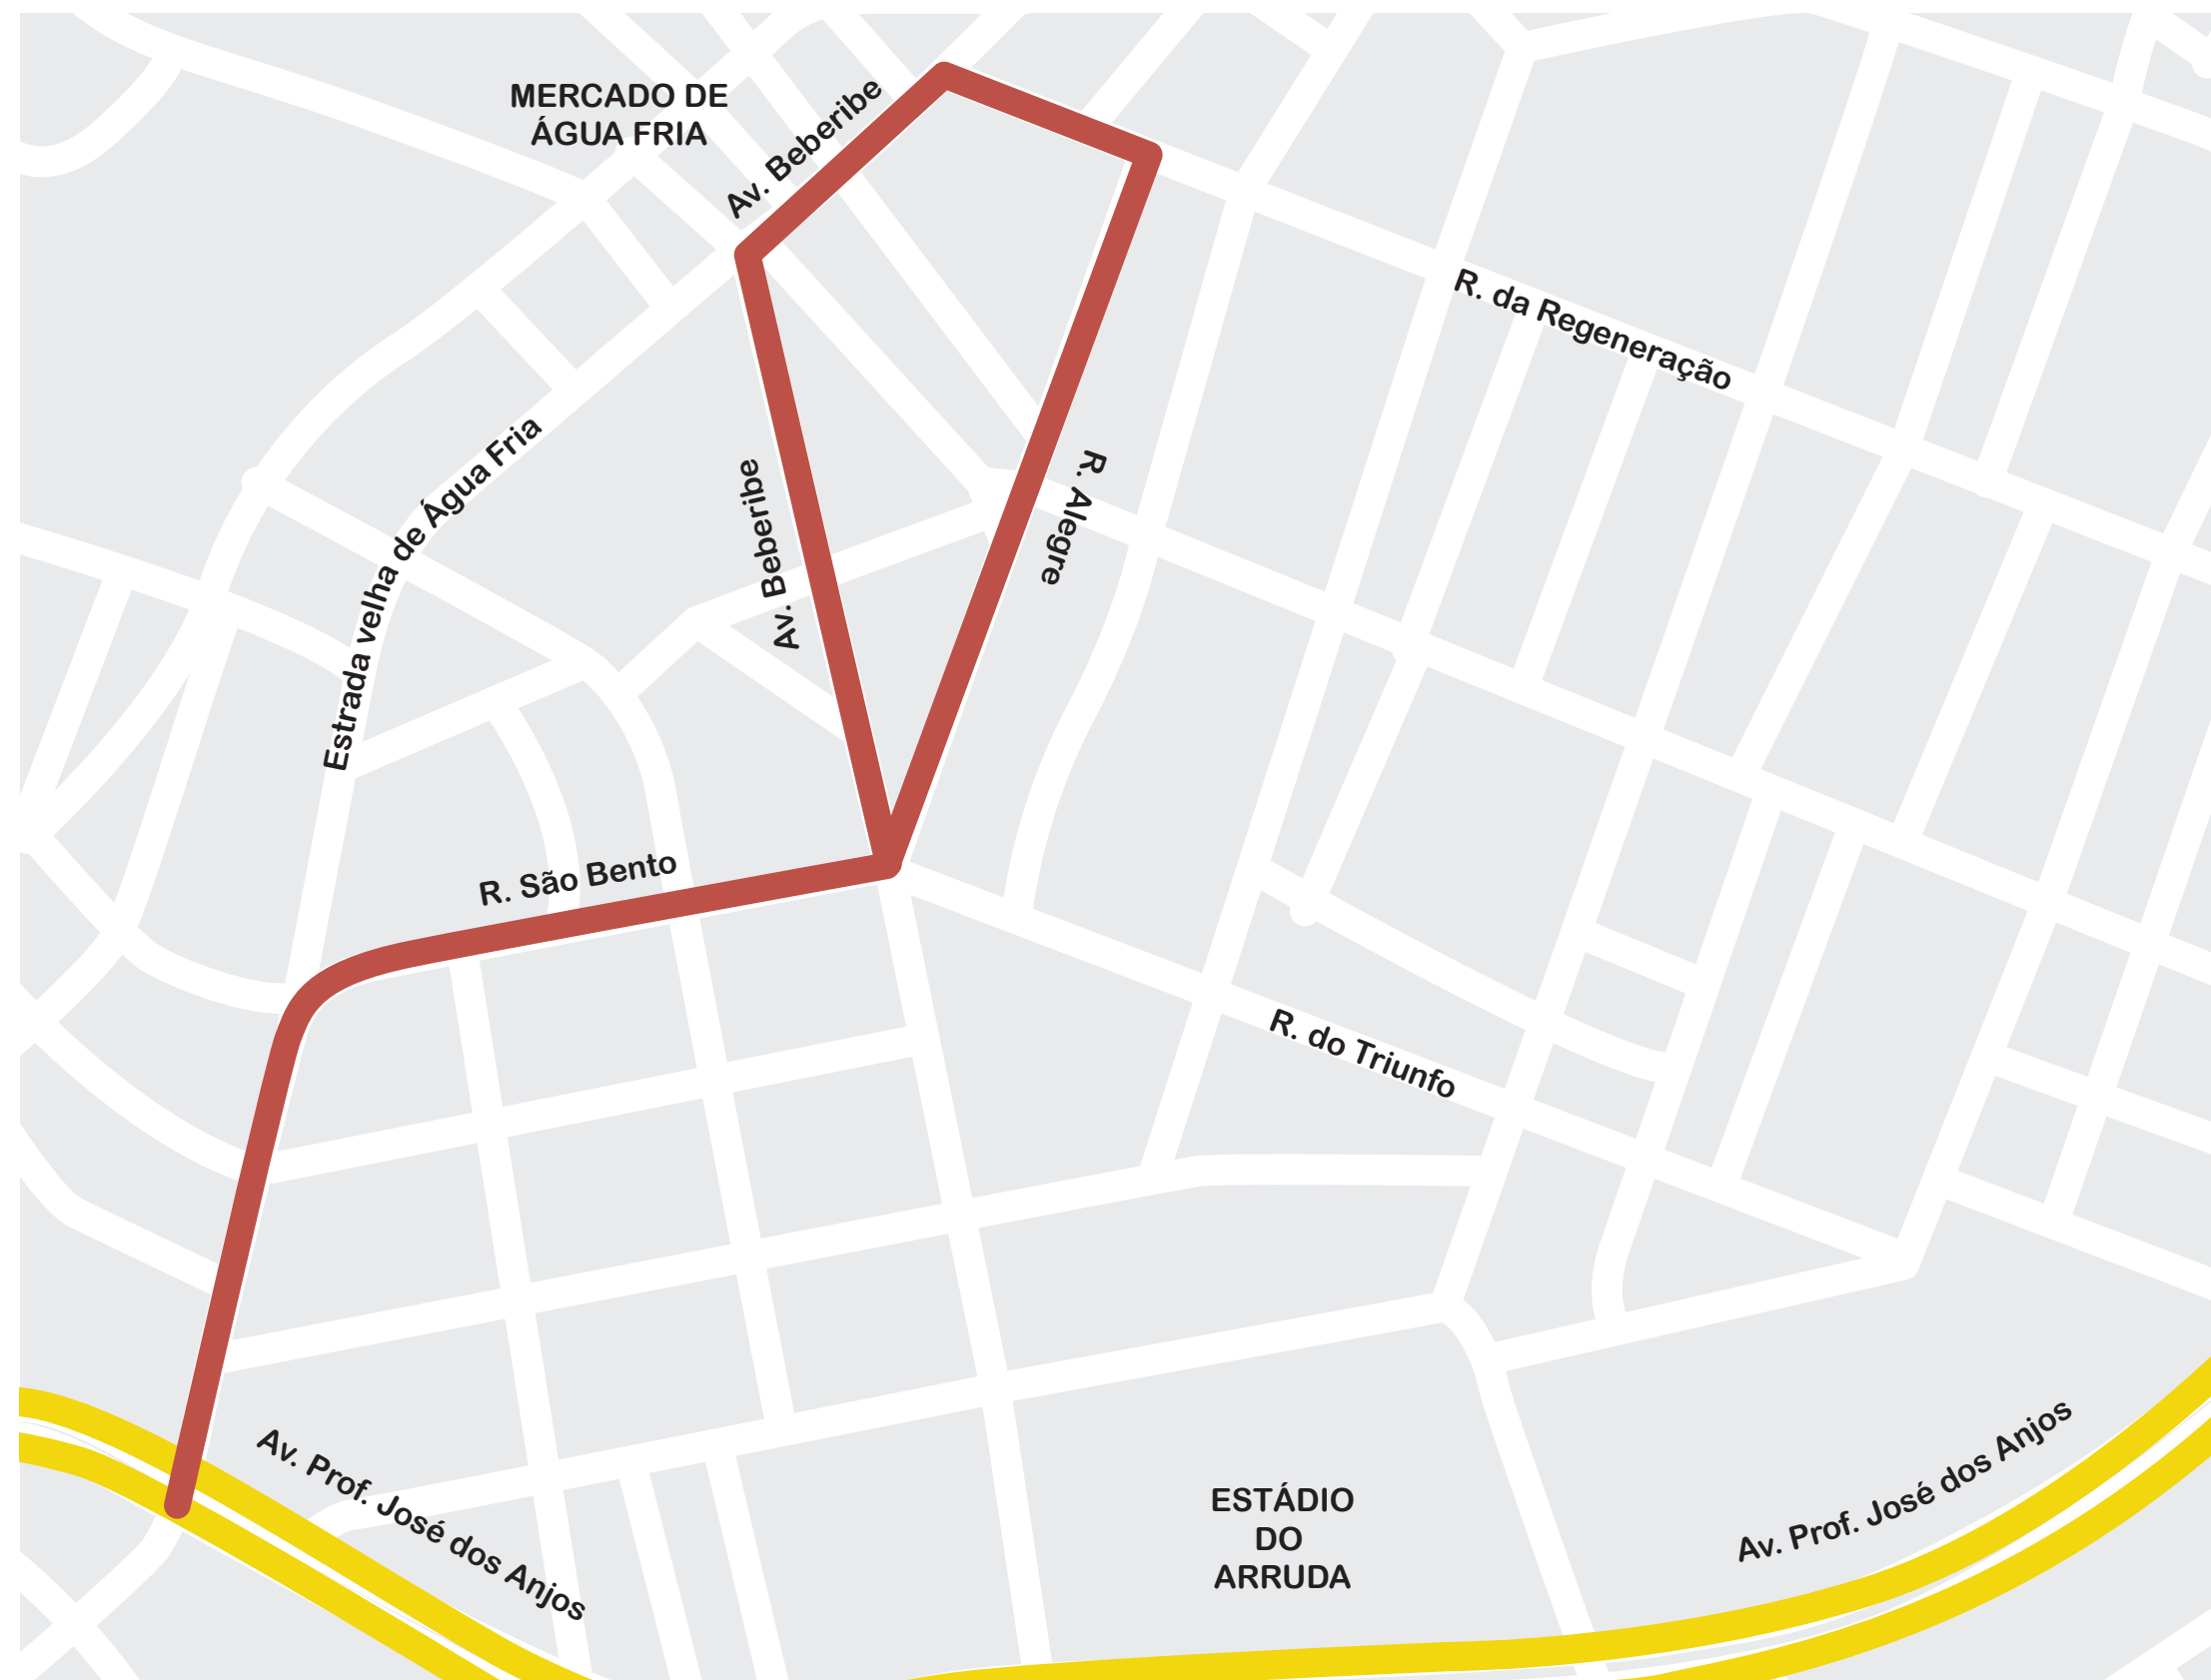 MERCADO DE
ÁGUA FRIA
Av. Beberibe
R. da Regeneração
Estrada velha de Água Fria
Av. Beberibe
R. Alegre
R. São Bento
R. do Triunfo
Av. Prof. José dos Anjos
ESTÁDIO
DO
ARRUDA
Av. Prof. José dos Anjos